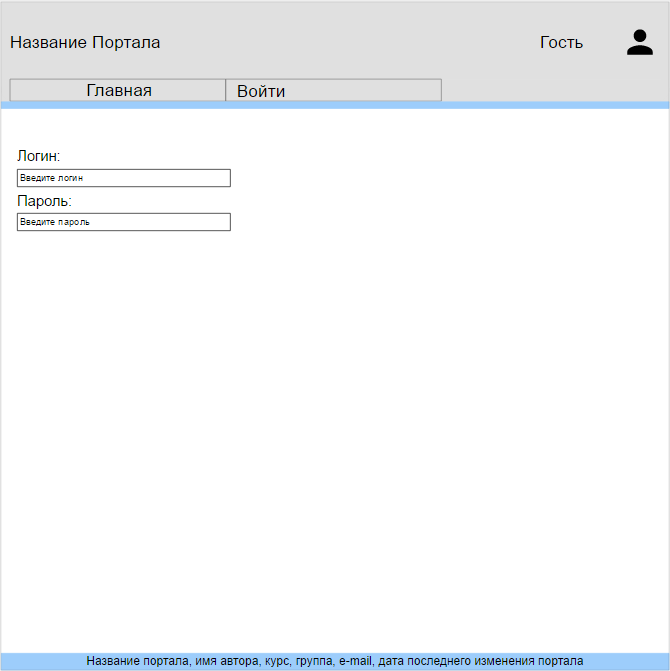 Название Портала
Гость
Главная
Войти
Логин:
Введите логин
Пароль:
Введите пароль
Название портала, имя автора, курс, группа, e-mail, дата последнего изменения портала